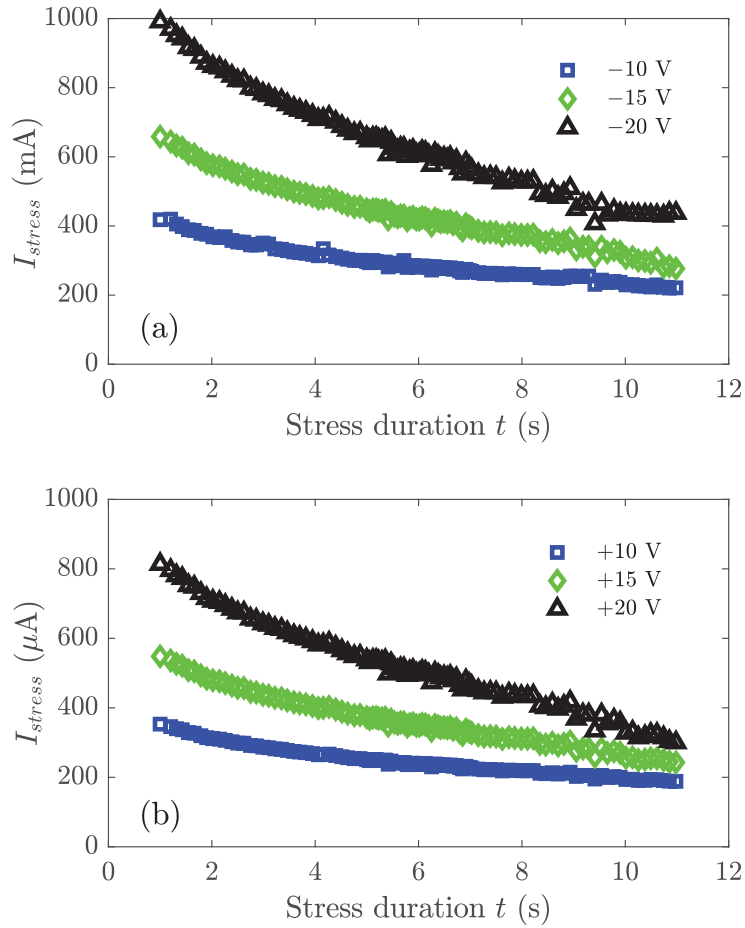 1000
800
600
400
200
0
I_stress (mA)
−10 V
−15 V
−20 V
(a)
0 2 4 6 8 10 12
Stress duration t (s)
1000
800
600
400
200
0
I_stress (μA)
+10 V
+15 V
+20 V
(b)
0 2 4 6 8 10 12
Stress duration t (s)